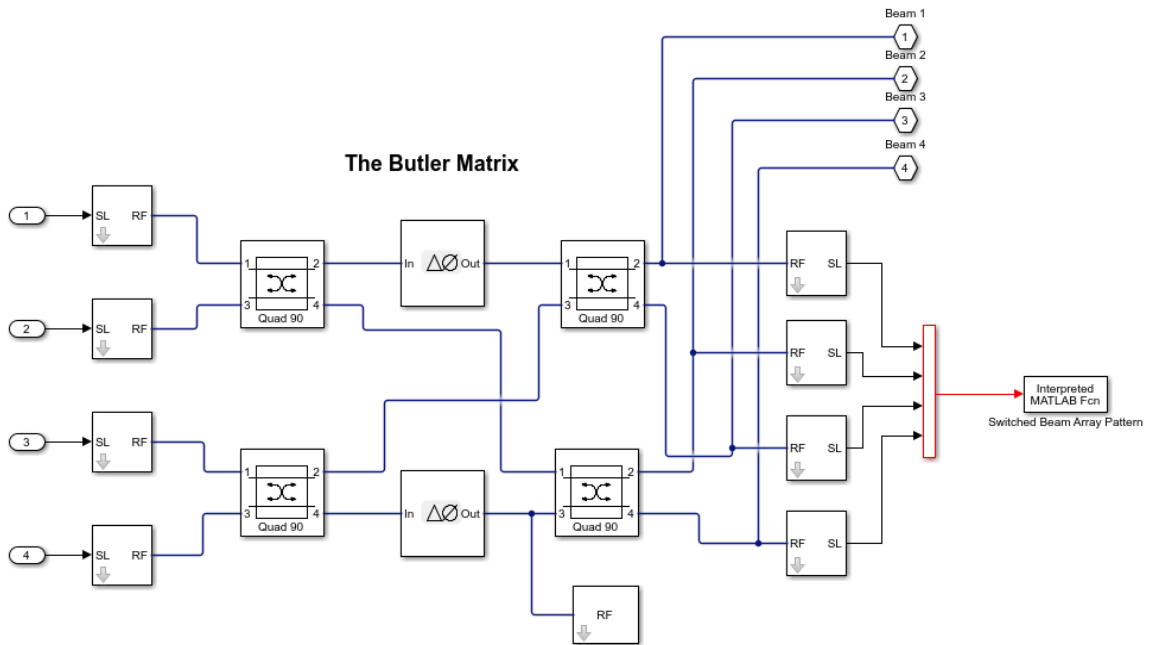 Beam 1
1
Beam 2
2
Beam 3
3
Beam 4
4
The Butler Matrix
1
SL RF
1 2
3 4
Quad 90
In ΔØ Out
1 2
3 4
Quad 90
RF SL
2
SL RF
RF SL
Interpreted
MATLAB Fcn
Switched Beam Array Pattern
3
SL RF
1 2
3 4
Quad 90
In ΔØ Out
1 2
3 4
Quad 90
RF SL
4
SL RF
RF SL
RF